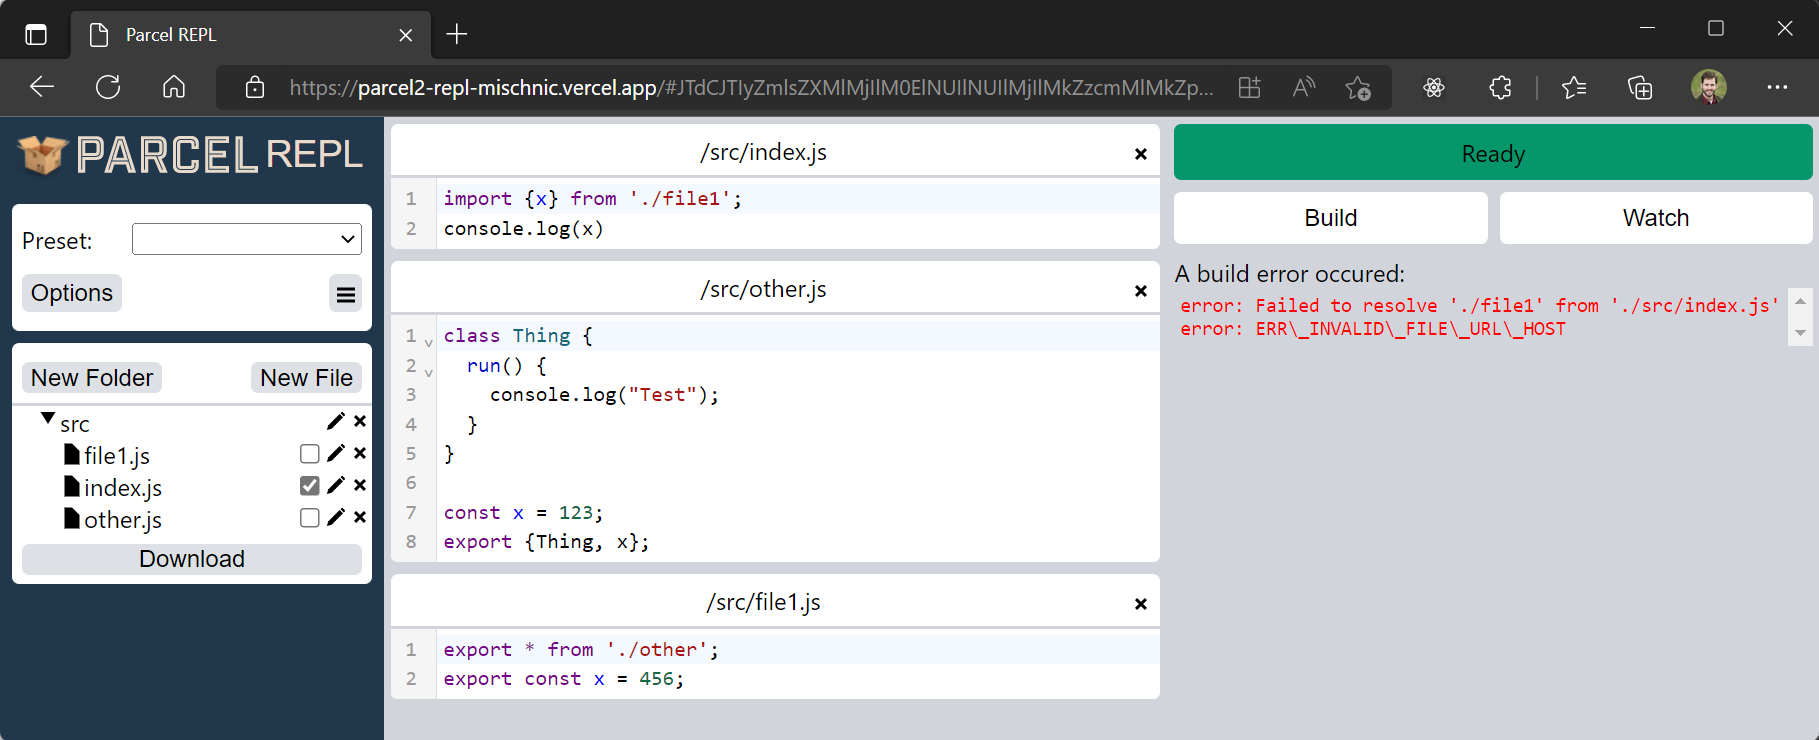 Parcel REPL
https://parcel2-repl-mischnic.vercel.app/#JTdCJTIyZmlsZXMlMjIlM0ElNUIlNUIlMjIlMkZzcmMlMkZp...
PARCEL REPL
Preset:
Options
New Folder New File
src
file1.js
index.js
other.js
Download
/src/index.js
1 import {x} from './file1';
2 console.log(x)
/src/other.js
1 class Thing {
2 run() {
3 console.log("Test");
4 }
5 }
6
7 const x = 123;
8 export {Thing, x};
/src/file1.js
1 export * from './other';
2 export const x = 456;
Ready
Build Watch
A build error occured:
error: Failed to resolve './file1' from './src/index.js'
error: ERR\_INVALID\_FILE\_URL\_HOST